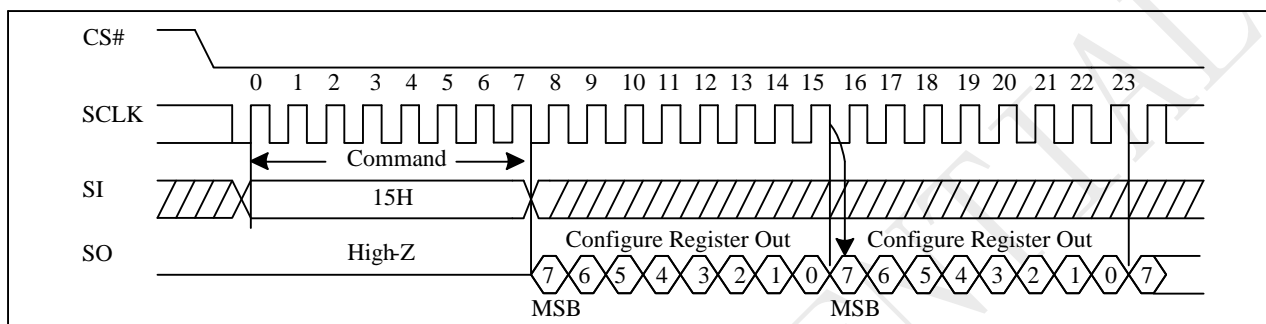 CS#
0 1 2 3 4 5 6 7 8 9 10 11 12 13 14 15 16 17 18 19 20 21 22 23
SCLK
Command
SI
15H
SO
High-Z
Configure Register Out
Configure Register Out
7 6 5 4 3 2 1 0 7 6 5 4 3 2 1 0 7
MSB
MSB